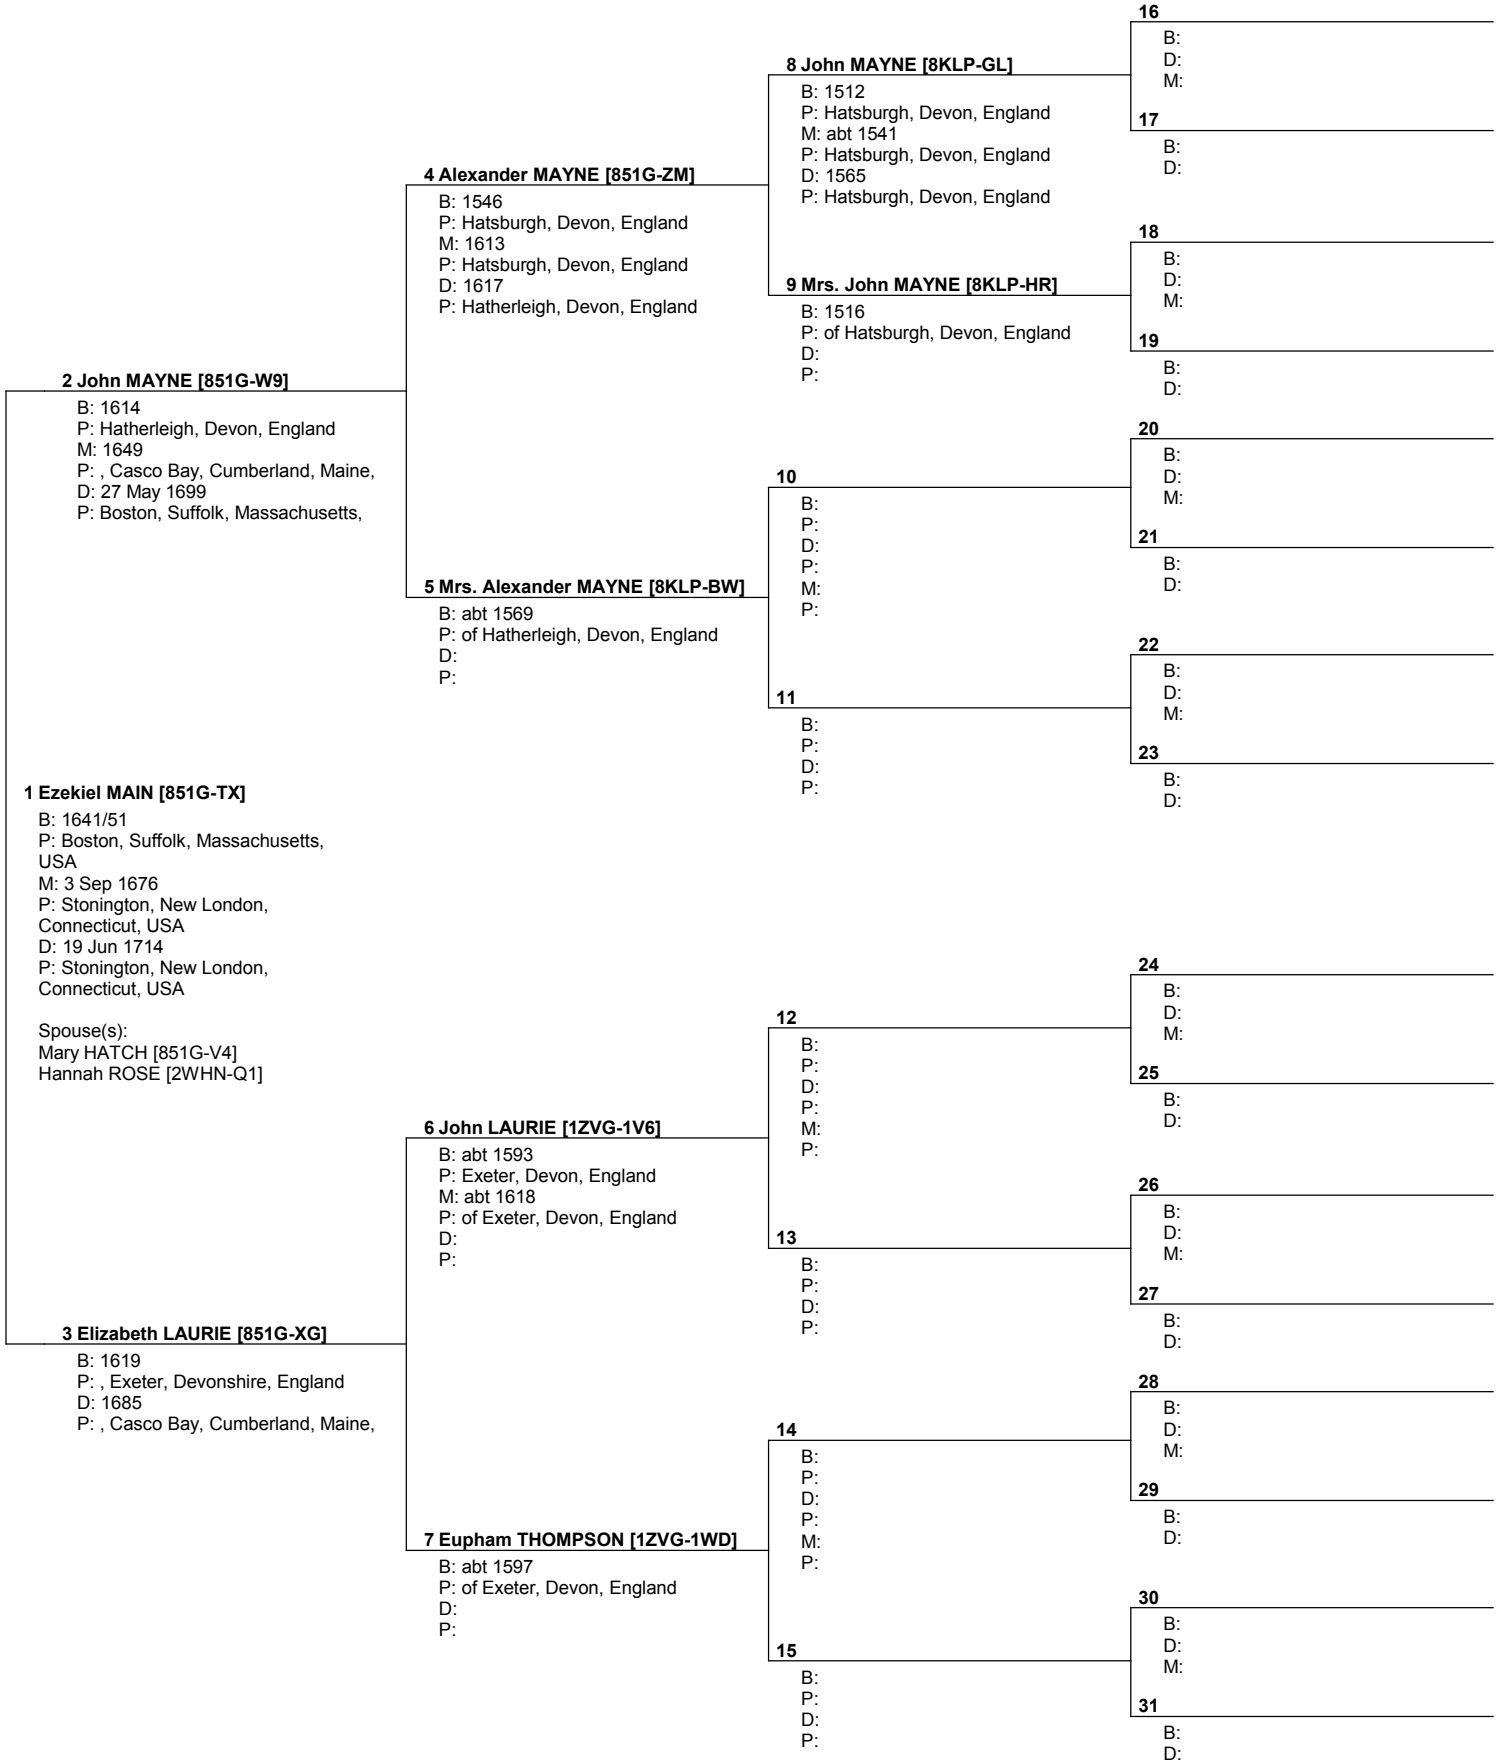 1 Ezekiel MAIN [851G-TX]
B: 1641/51
P: Boston, Suffolk, Massachusetts,
USA
M: 3 Sep 1676
P: Stonington, New London,
Connecticut, USA
D: 19 Jun 1714
P: Stonington, New London,
Connecticut, USA
Spouse(s):
Mary HATCH [851G-V4]
Hannah ROSE [2WHN-Q1]
2 John MAYNE [851G-W9]
B: 1614
P: Hatherleigh, Devon, England
M: 1649
P: , Casco Bay, Cumberland, Maine,
D: 27 May 1699
P: Boston, Suffolk, Massachusetts,
3 Elizabeth LAURIE [851G-XG]
B: 1619
P: , Exeter, Devonshire, England
D: 1685
P: , Casco Bay, Cumberland, Maine,
4 Alexander MAYNE [851G-ZM]
B: 1546
P: Hatsburgh, Devon, England
M: 1613
P: Hatsburgh, Devon, England
D: 1617
P: Hatherleigh, Devon, England
5 Mrs. Alexander MAYNE [8KLP-BW]
B: abt 1569
P: of Hatherleigh, Devon, England
D:
P:
6 John LAURIE [1ZVG-1V6]
B: abt 1593
P: Exeter, Devon, England
M: abt 1618
P: of Exeter, Devon, England
D:
P:
7 Eupham THOMPSON [1ZVG-1WD]
B: abt 1597
P: of Exeter, Devon, England
D:
P:
8 John MAYNE [8KLP-GL]
B: 1512
P: Hatsburgh, Devon, England
M: abt 1541
P: Hatsburgh, Devon, England
D: 1565
P: Hatsburgh, Devon, England
9 Mrs. John MAYNE [8KLP-HR]
B: 1516
P: of Hatsburgh, Devon, England
D:
P:
10
B:
P:
D:
P:
M:
P:
11
B:
P:
D:
P:
12
B:
P:
D:
P:
M:
P:
13
B:
P:
D:
P:
14
B:
P:
D:
P:
M:
P:
15
B:
P:
D:
P:
16
B:
D:
M:
17
B:
D:
18
B:
D:
M:
19
B:
D:
20
B:
D:
M:
21
B:
D:
22
B:
D:
M:
23
B:
D:
24
B:
D:
M:
25
B:
D:
26
B:
D:
M:
27
B:
D:
28
B:
D:
M:
29
B:
D:
30
B:
D:
M:
31
B:
D: